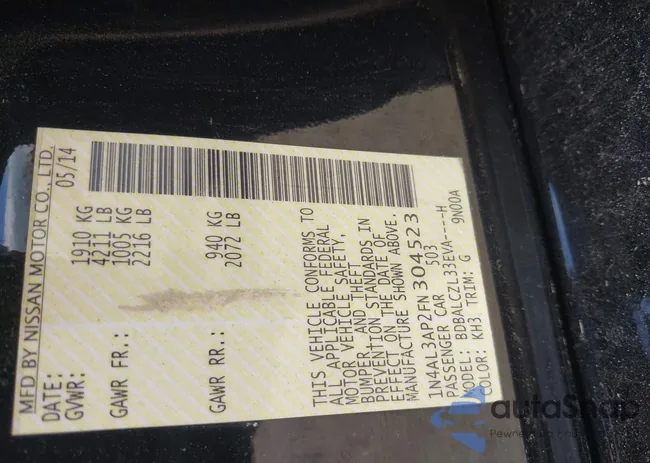 MFD BY NISSAN MOTOR CO., LTD.
DATE: 05/14
GVWR: 1910 KG
4211 LB
GAWR FR.: 1005 KG
2216 LB
GAWR RR.: 940 KG
2072 LB
THIS VEHICLE CONFORMS TO
ALL APPLICABLE FEDERAL
MOTOR VEHICLE SAFETY,
BUMPER, AND THEFT
PREVENTION STANDARDS IN
EFFECT ON THE DATE OF
MANUFACTURE SHOWN ABOVE.
1N4AL3AP2FN304523
PASSENGER CAR 503
MODEL: BDBALCZL33EVA----H
COLOR: KH3 TRIM: G 9N00A
autaSnap